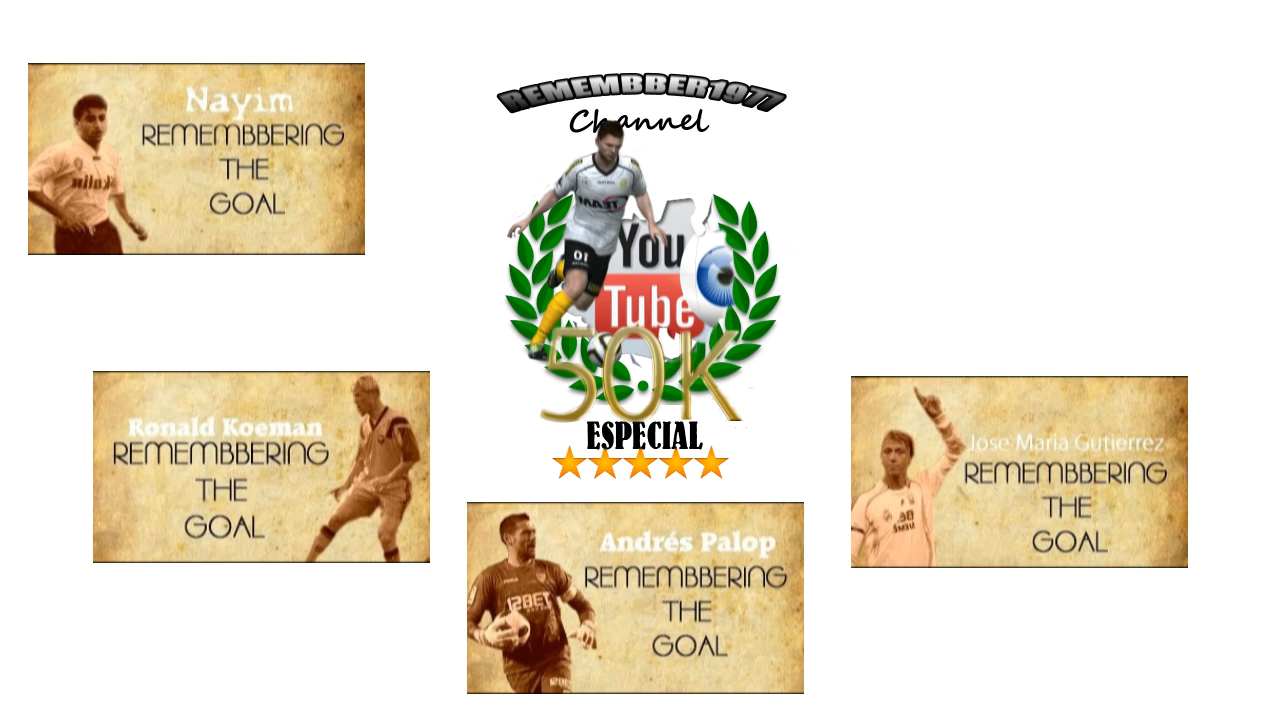 REMEMBBER1977
Channel
Nayim
REMEMBBERING
THE
GOAL
You
Tube
50K
ESPECIAL
Ronald Koeman
REMEMBBERING
THE
GOAL
Andrés Palop
REMEMBBERING
THE
GOAL
12BET
Jose Maria Gutierrez
REMEMBBERING
THE
GOAL